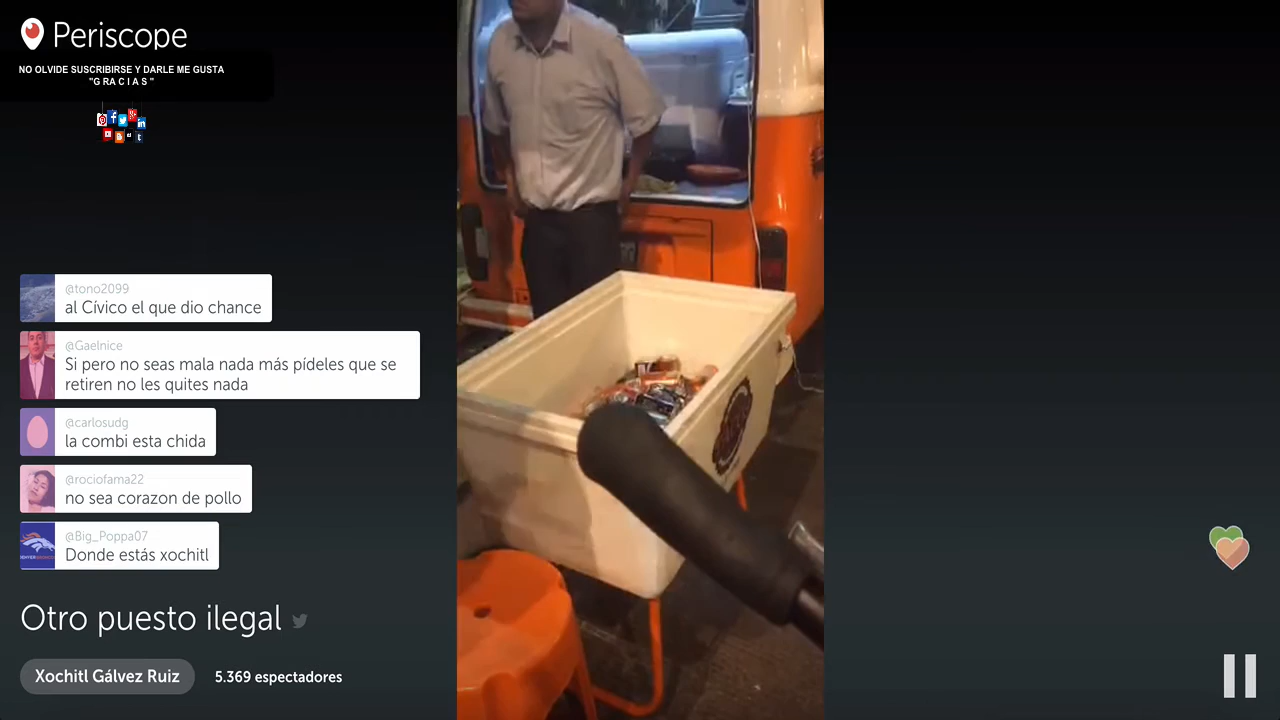 Periscope
NO OLVIDE SUSCRIBIRSE Y DARLE ME GUSTA
"G R A C I A S "
@tono2099
al Cívico el que dio chance
@Gaelnice
Si pero no seas mala nada más pídeles que se
retiren no les quites nada
@carlosudg
la combi esta chida
@rociofama22
no sea corazon de pollo
@Big_Poppa07
Donde estás xochitl
Otro puesto ilegal
Xochitl Gálvez Ruiz
5.369 espectadores